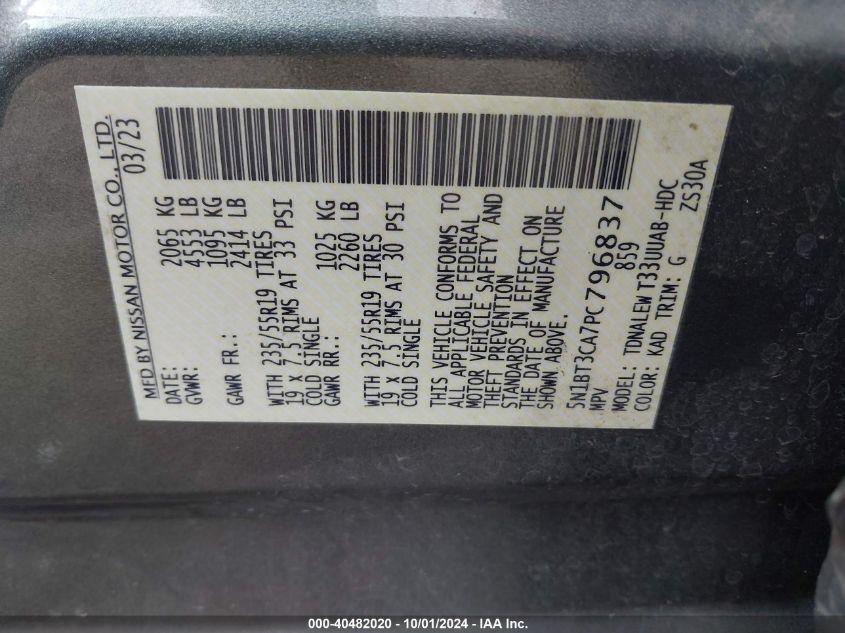 MFD BY NISSAN MOTOR CO., LTD.
DATE: 03/23
GVWR: 2065 KG
4553 LB
GAWR FR.: 1095 KG
2414 LB
WITH 235/55R19 TIRES
19 X 7.5 RIMS AT 33 PSI
COLD SINGLE
GAWR RR.: 1025 KG
2260 LB
WITH 235/55R19 TIRES
19 X 7.5 RIMS AT 30 PSI
COLD SINGLE
THIS VEHICLE CONFORMS TO
ALL APPLICABLE FEDERAL
MOTOR VEHICLE SAFETY AND
THEFT PREVENTION
STANDARDS IN EFFECT ON
THE DATE OF MANUFACTURE
SHOWN ABOVE.
5N1BT3CA7PC796837
MPV 859
MODEL: TDNALEW T33UUAB-HDC
COLOR: KAD TRIM: G ZS30A
000-40482020 - 10/01/2024 - IAA Inc.